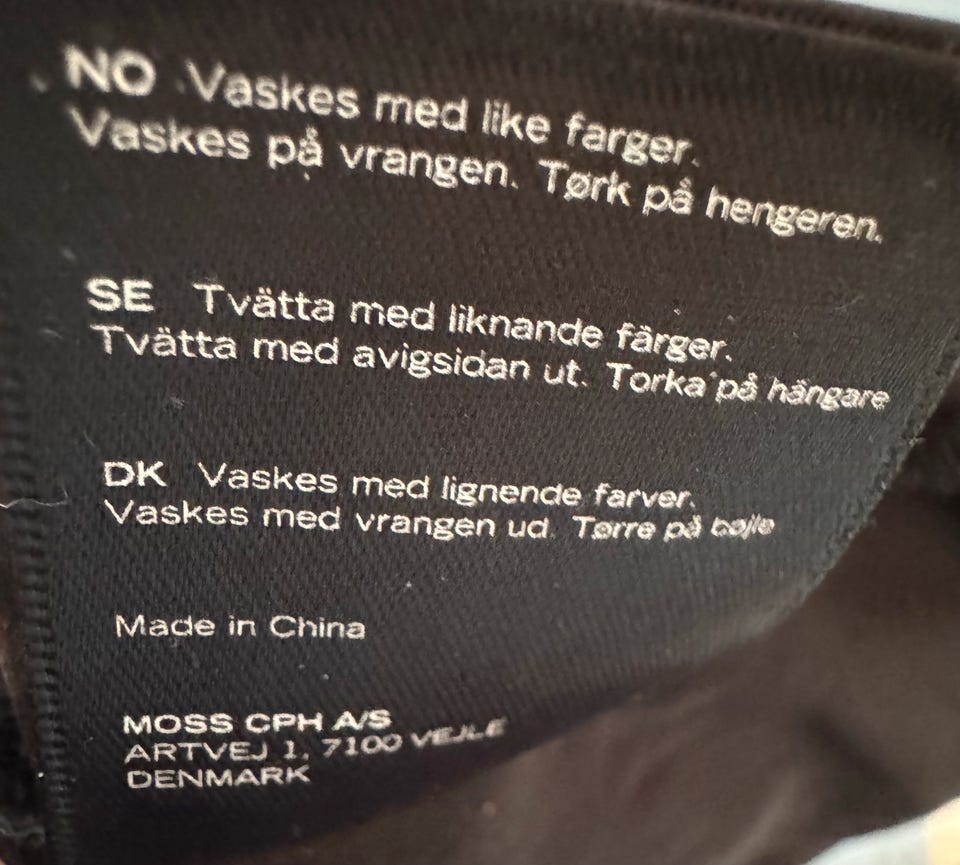 NO Vaskes med like farger.
Vaskes på vrangen. Tørk på hengeren.
SE Tvätta med liknande färger.
Tvätta med avigsidan ut. Torka på hängare
DK Vaskes med lignende farver.
Vaskes med vrangen ud. Tørre på bøjle
Made in China
MOSS CPH A/S
ARTVEJ 1, 7100 VEJLE
DENMARK